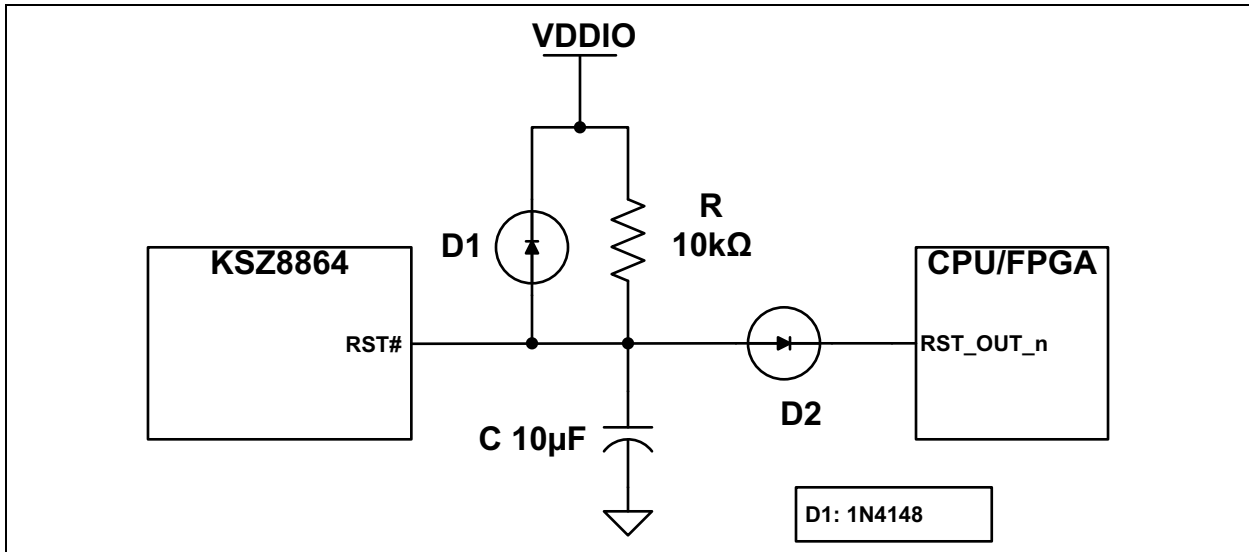 VDDIO
R
10kΩ
D1
KSZ8864
CPU/FPGA
RST#
RST_OUT_n
D2
C 10µF
D1: 1N4148